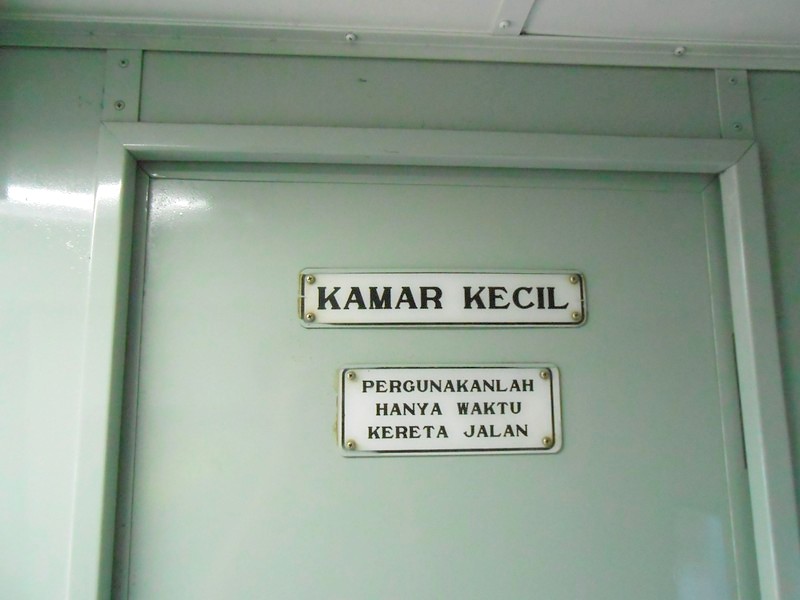 KAMAR KECIL
PERGUNAKANLAH
HANYA WAKTU
KERETA JALAN